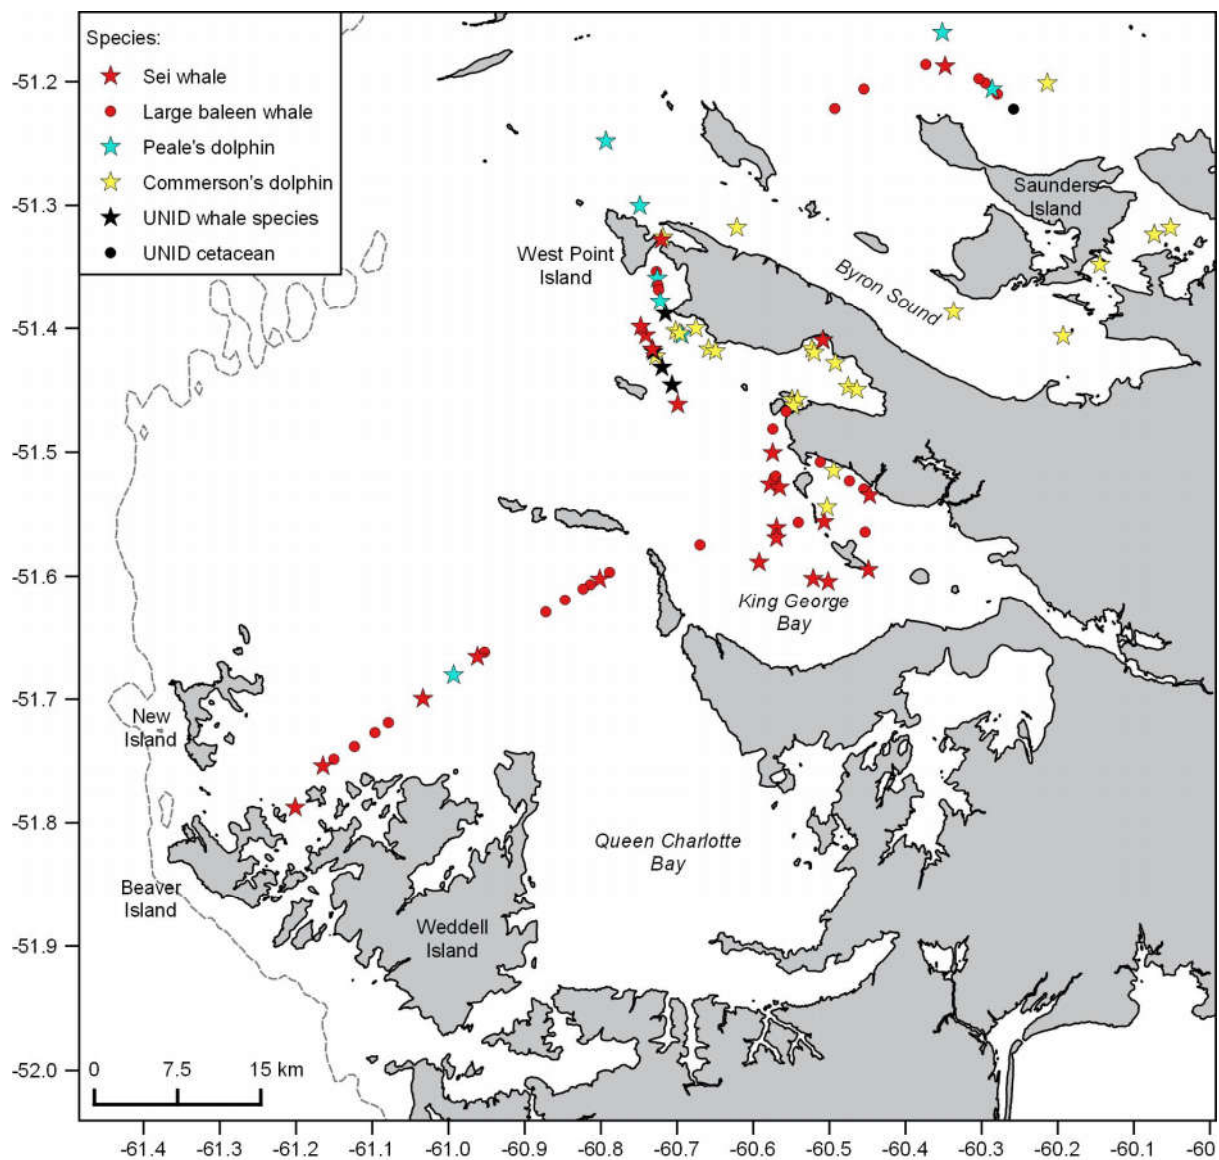 Species:
Sei whale
Large baleen whale
Peale's dolphin
Commerson's dolphin
UNID whale species
UNID cetacean
-51.2
-51.3
-51.4
-51.5
-51.6
-51.7
-51.8
-51.9
-52.0
Saunders
Island
West Point
Island
Byron Sound
King George
Bay
New
Island
Queen Charlotte
Bay
Beaver
Island
Weddell
Island
0 7.5 15 km
-61.4 -61.3 -61.2 -61.1 -61.0 -60.9 -60.8 -60.7 -60.6 -60.5 -60.4 -60.3 -60.2 -60.1 -60